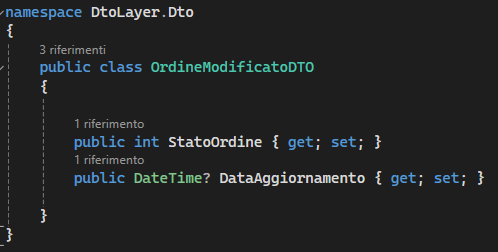 namespace DtoLayer.Dto
{
3 riferimenti
public class OrdineModificatoDTO
{
1 riferimento
public int StatoOrdine { get; set; }
1 riferimento
public DateTime? DataAggiornamento { get; set; }
}
}